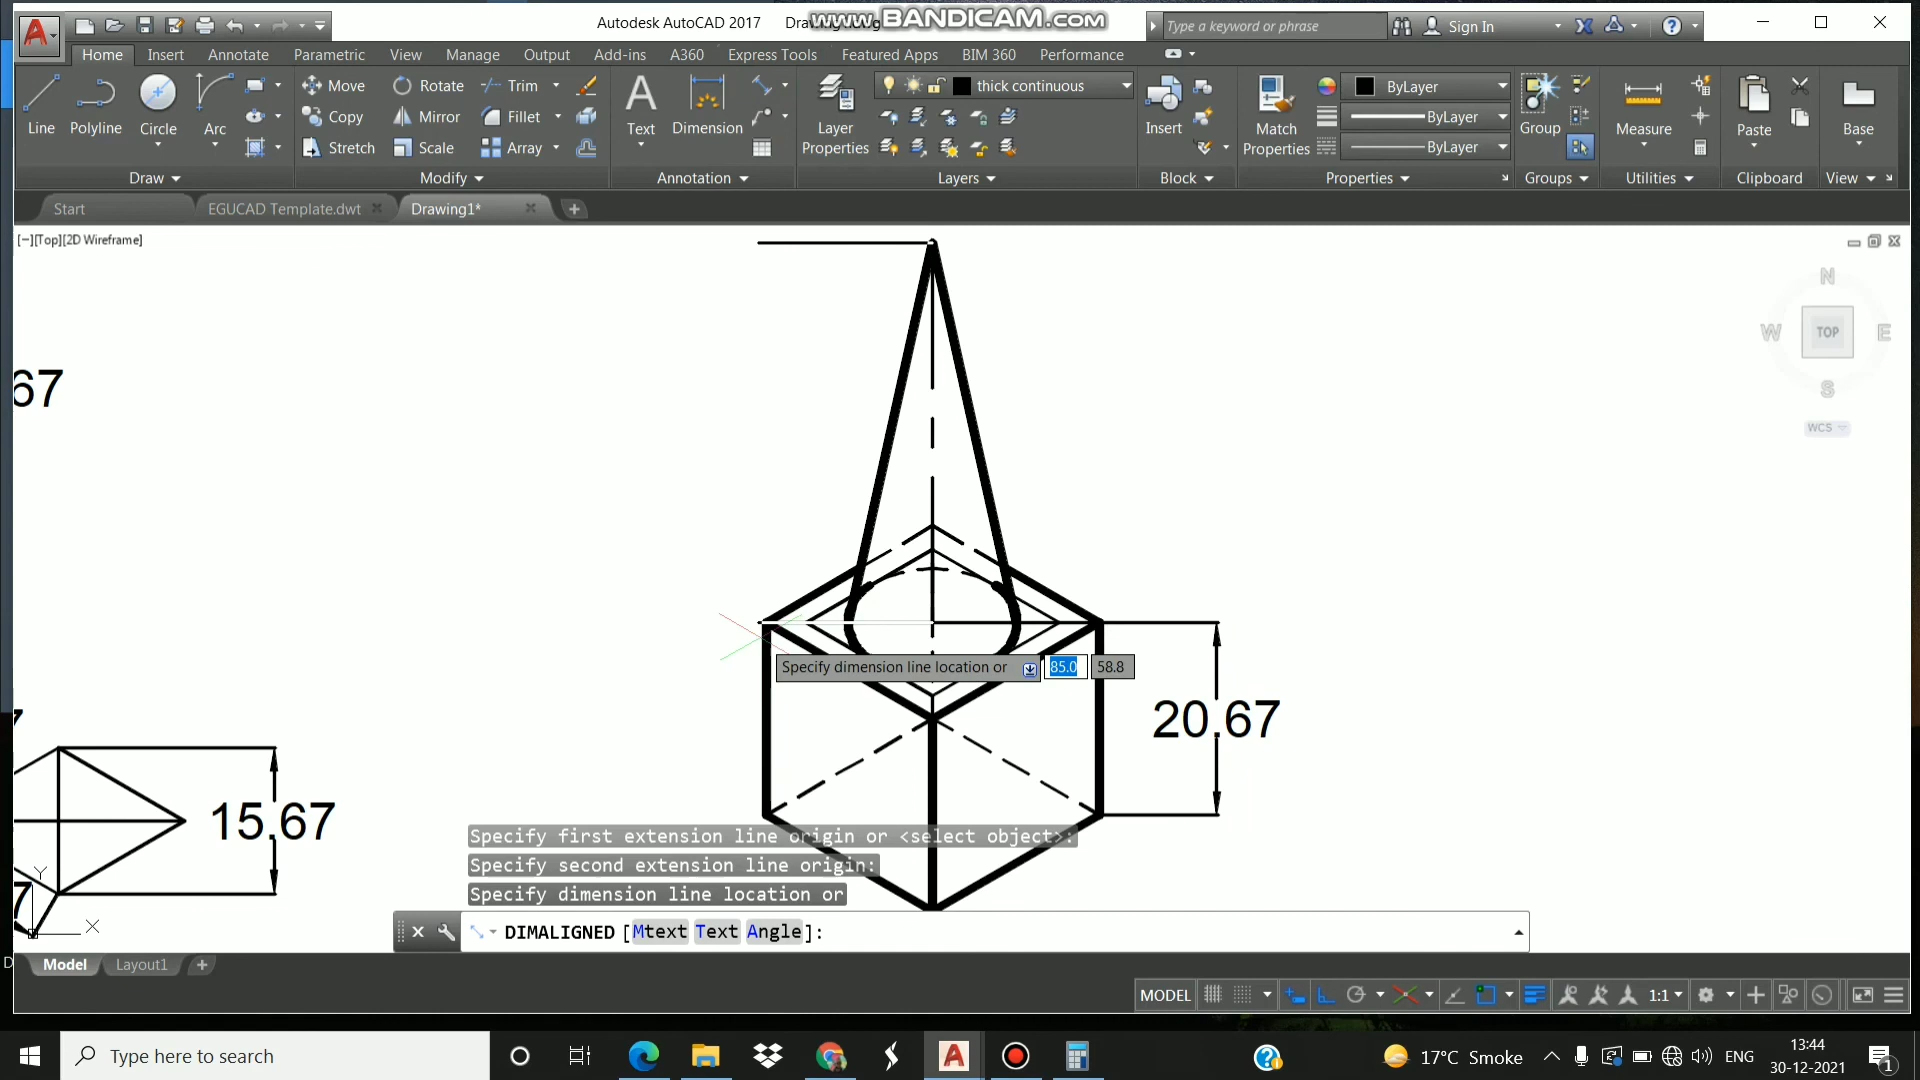 Autodesk AutoCAD 2017
www.BANDICAM.com
Type a keyword or phrase
Sign In
Home Insert Annotate Parametric View Manage Output Add-ins A360 Express Tools Featured Apps BIM 360 Performance
Line Polyline Circle Arc
Move Rotate Trim
Copy Mirror Fillet
Stretch Scale Array
Text Dimension
Layer Properties
thick continuous
Insert
Match Properties
ByLayer
ByLayer
ByLayer
Group
Measure
Paste
Base
Draw Modify Annotation Layers Block Properties Groups Utilities Clipboard View
Start EGUCAD Template.dwt Drawing1*
[−][Top][2D Wireframe]
N
W TOP E
S
WCS
67
Specify dimension line location or 85.0 58.8
20.67
15.67
Y
X
Specify first extension line origin or <select object>:
Specify second extension line origin:
Specify dimension line location or
DIMALIGNED [Mtext Text Angle]:
Model Layout1
MODEL 1:1
Type here to search
17°C Smoke
ENG
13:44
30-12-2021
1